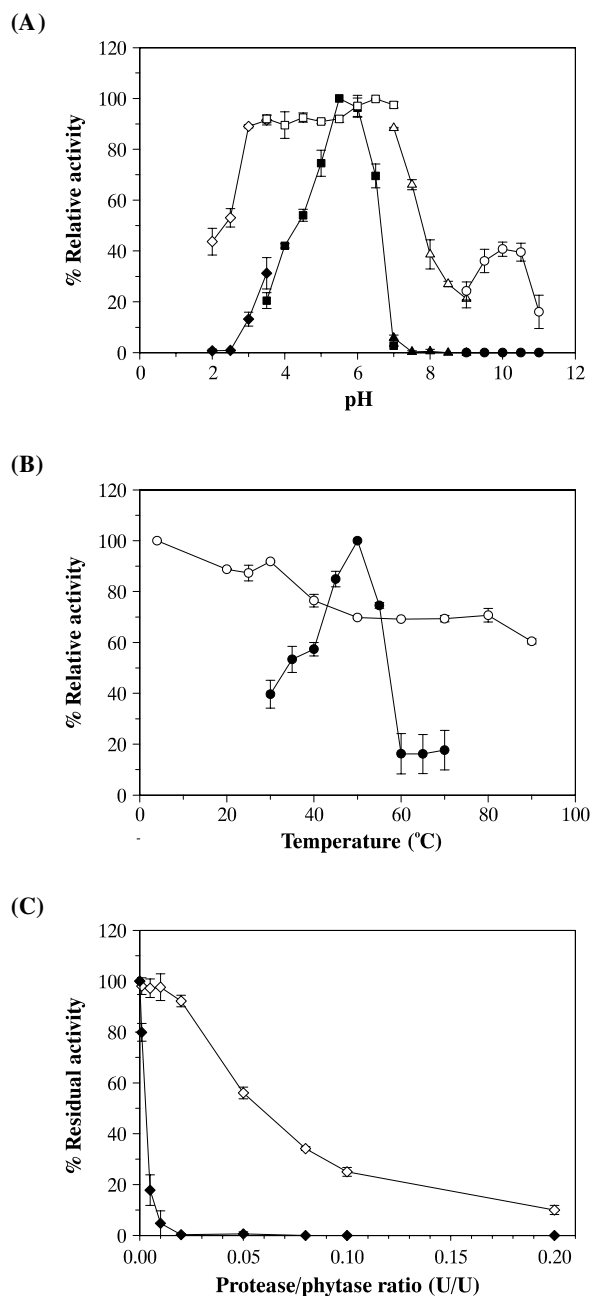 (A)
120
100
80
60
40
20
0
% Relative activity
0 2 4 6 8 10 12
pH
(B)
120
100
80
60
40
20
0
% Relative activity
0 20 40 60 80 100
Temperature (°C)
(C)
120
100
80
60
40
20
0
% Residual activity
0.00 0.05 0.10 0.15 0.20
Protease/phytase ratio (U/U)